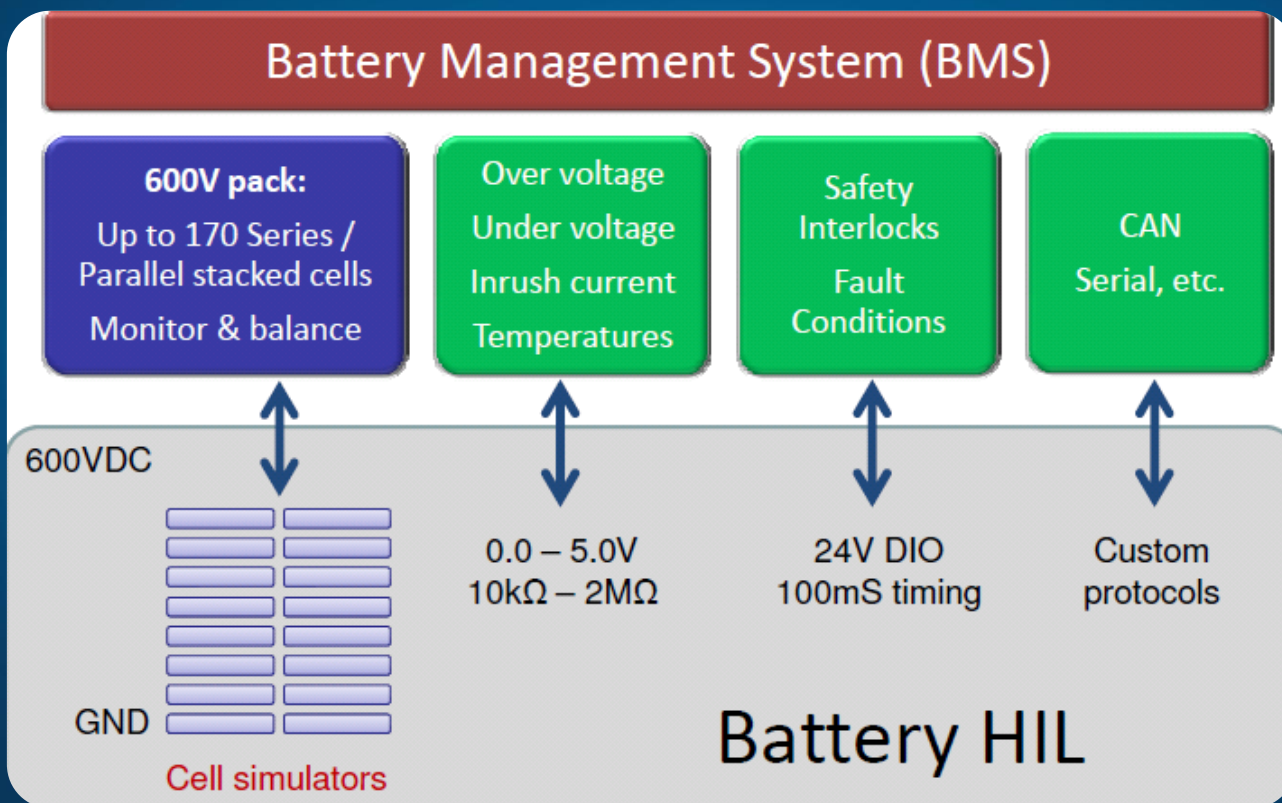 Battery Management System (BMS)
600V pack:
Up to 170 Series /
Parallel stacked cells
Monitor & balance
Over voltage
Under voltage
Inrush current
Temperatures
Safety
Interlocks
Fault
Conditions
CAN
Serial, etc.
600VDC
GND
Cell simulators
0.0 – 5.0V
10kΩ – 2MΩ
24V DIO
100mS timing
Custom
protocols
Battery HIL